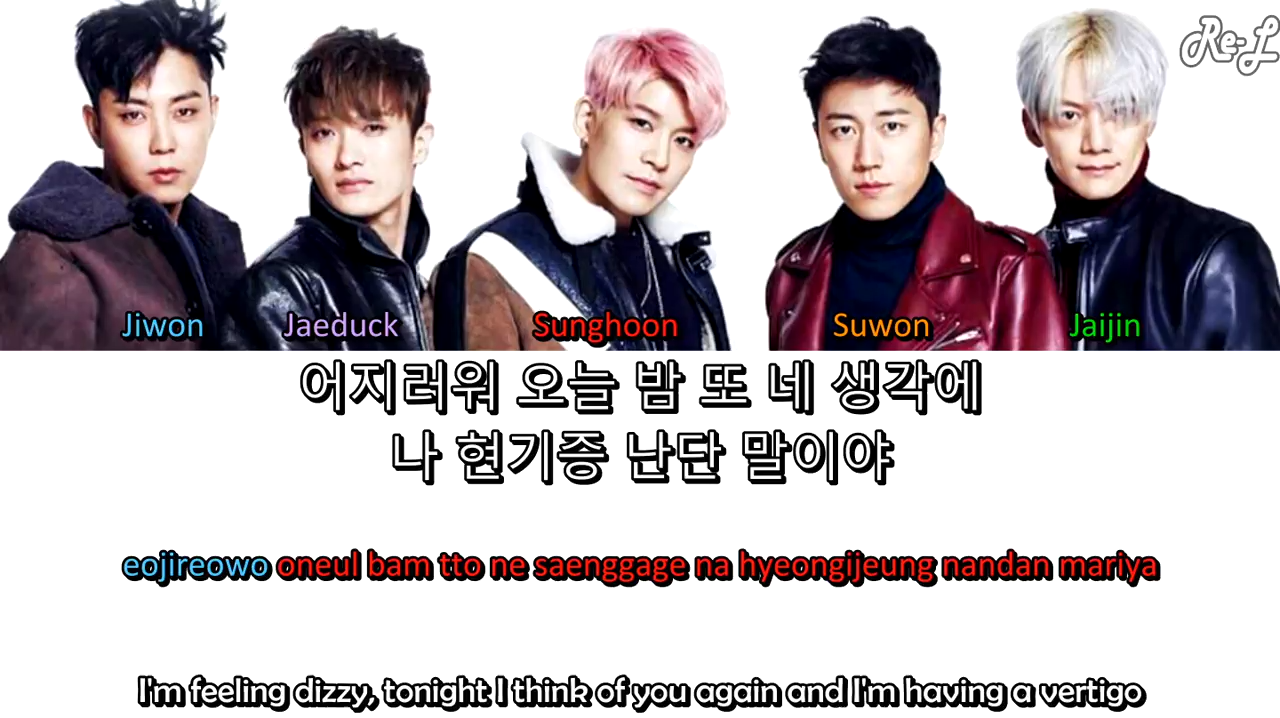 Re-L
Jiwon Jaeduck Sunghoon Suwon Jaijin
어지러워 오늘 밤 또 네 생각에
나 현기증 난단 말이야
eojireowo oneul bam tto ne saenggage na hyeongijeung nandan mariya
I'm feeling dizzy, tonight I think of you again and I'm having a vertigo